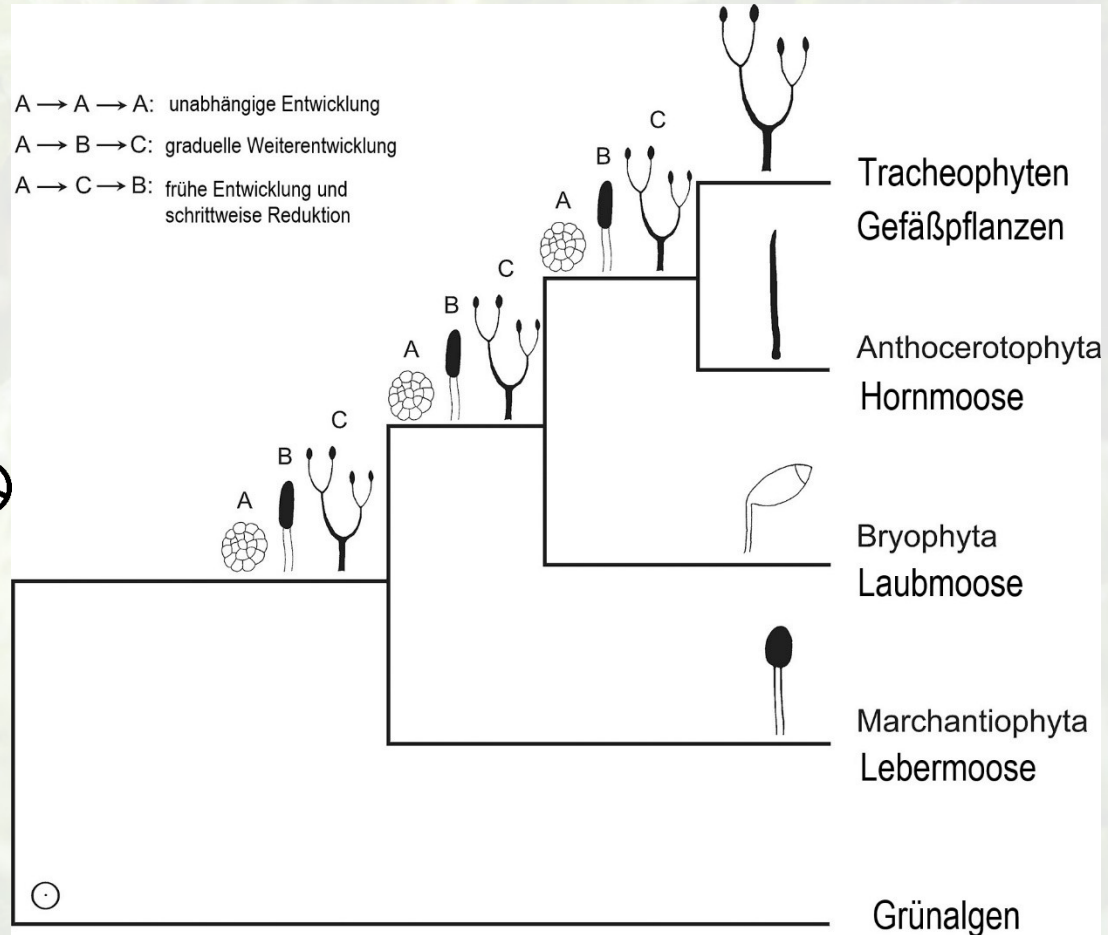 A → A → A: unabhängige Entwicklung
A → B → C: graduelle Weiterentwicklung
A → C → B: frühe Entwicklung und
schrittweise Reduktion
A
B
C
A
B
C
A
B
C
Tracheophyten
Gefäßpflanzen
Anthocerotophyta
Hornmoose
Bryophyta
Laubmoose
Marchantiophyta
Lebermoose
Grünalgen